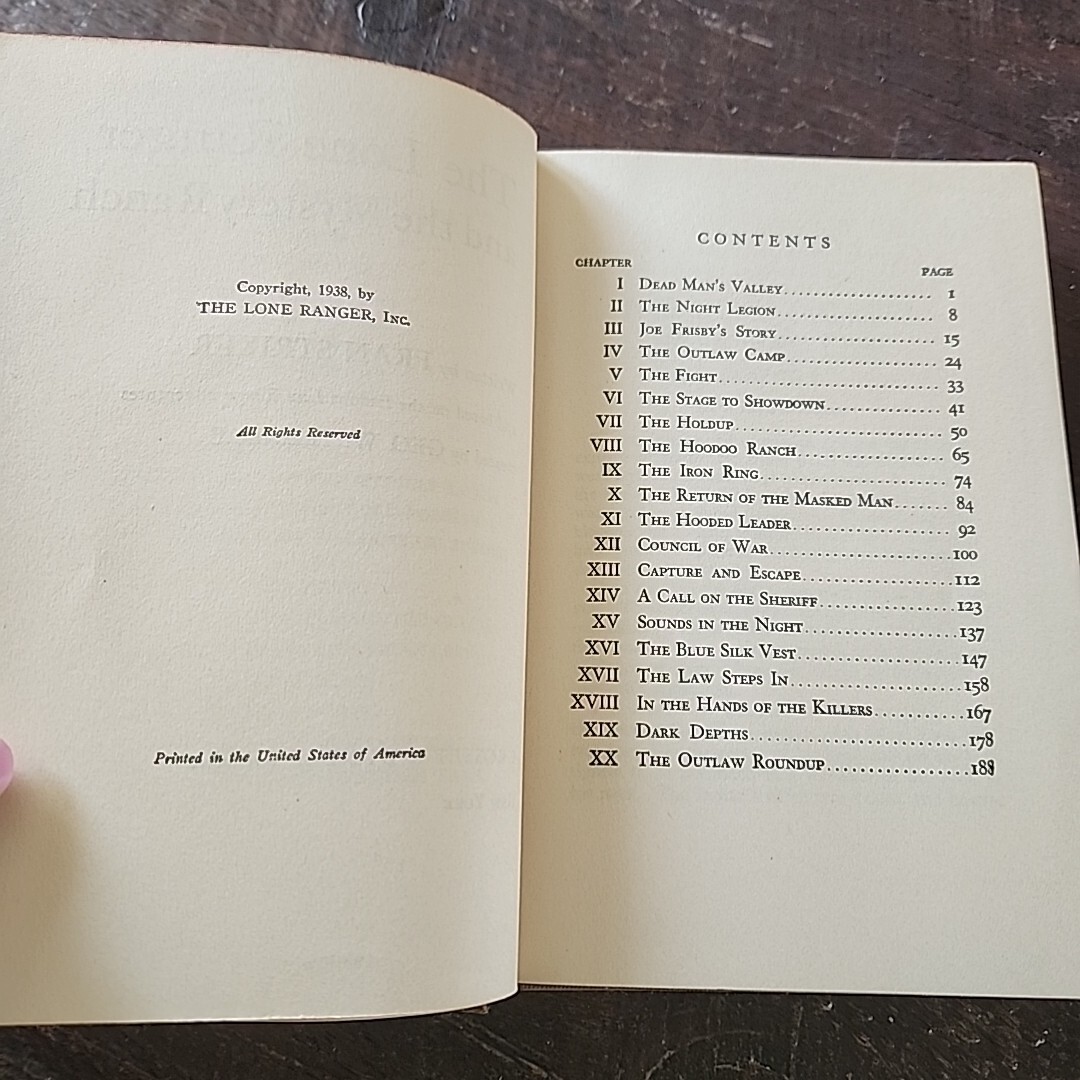 Copyright, 1938, by
THE LONE RANGER, Inc.
All Rights Reserved
Printed in the United States of America
CONTENTS
CHAPTER PAGE
I Dead Man's Valley 1
II The Night Legion 8
III Joe Frisby's Story 15
IV The Outlaw Camp 24
V The Fight 33
VI The Stage to Showdown 41
VII The Holdup 50
VIII The Hoodoo Ranch 65
IX The Iron Ring 74
X The Return of the Masked Man 84
XI The Hooded Leader 92
XII Council of War 100
XIII Capture and Escape 112
XIV A Call on the Sheriff 123
XV Sounds in the Night 137
XVI The Blue Silk Vest 147
XVII The Law Steps In 158
XVIII In the Hands of the Killers 167
XIX Dark Depths 178
XX The Outlaw Roundup